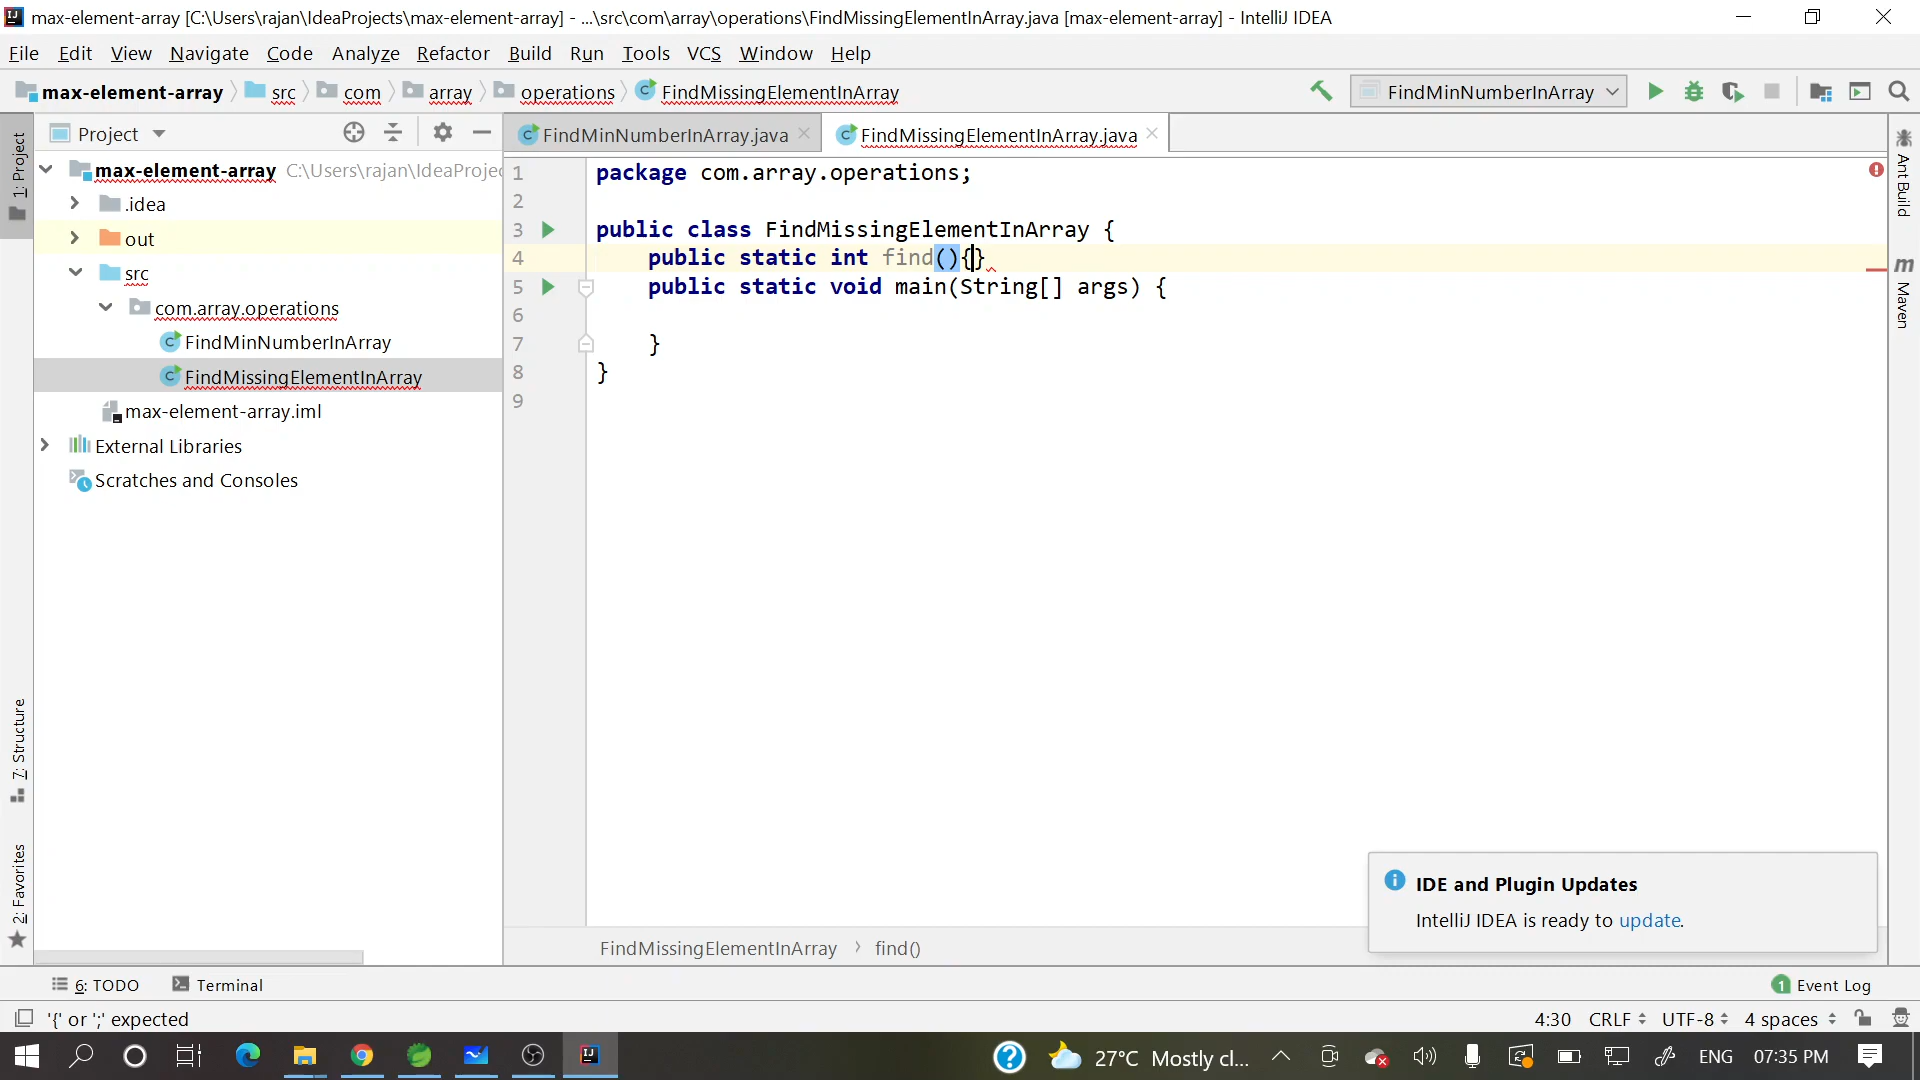 max-element-array [C:\Users\rajan\IdeaProjects\max-element-array] - ...\src\com\array\operations\FindMissingElementInArray.java [max-element-array] - IntelliJ IDEA
File Edit View Navigate Code Analyze Refactor Build Run Tools VCS Window Help
max-element-array src com array operations FindMissingElementInArray FindMinNumberInArray
1: Project
Project
FindMinNumberInArray.java FindMissingElementInArray.java
max-element-array C:\Users\rajan\IdeaProjec
.idea
out
src
com.array.operations
FindMinNumberInArray
FindMissingElementInArray
max-element-array.iml
External Libraries
Scratches and Consoles
1 package com.array.operations;
2
3 public class FindMissingElementInArray {
4 public static int find(){}
5 public static void main(String[] args) {
6
7 }
8 }
9
Ant Build
m Maven
7: Structure
2: Favorites
IDE and Plugin Updates
IntelliJ IDEA is ready to update.
FindMissingElementInArray find()
6: TODO Terminal 1 Event Log
'{' or ';' expected 4:30 CRLF UTF-8 4 spaces
27°C Mostly cl... ENG 07:35 PM